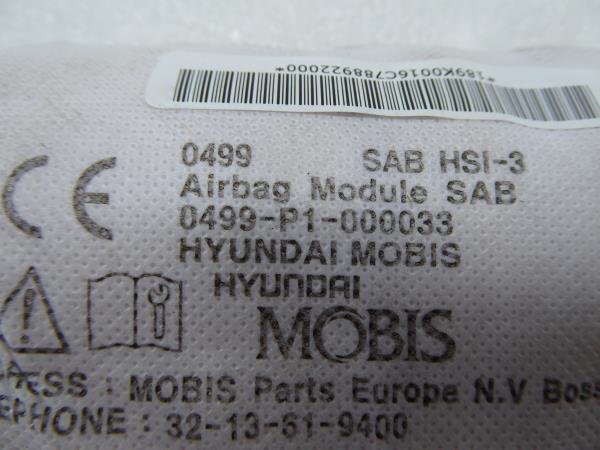 *189K0016C788922000*
CE
0499 SAB HSI-3
Airbag Module SAB
0499-P1-000033
HYUNDAI MOBIS
HYUNDAI
MOBIS
: MOBIS Parts Europe N.V
: 32-13-61-9400